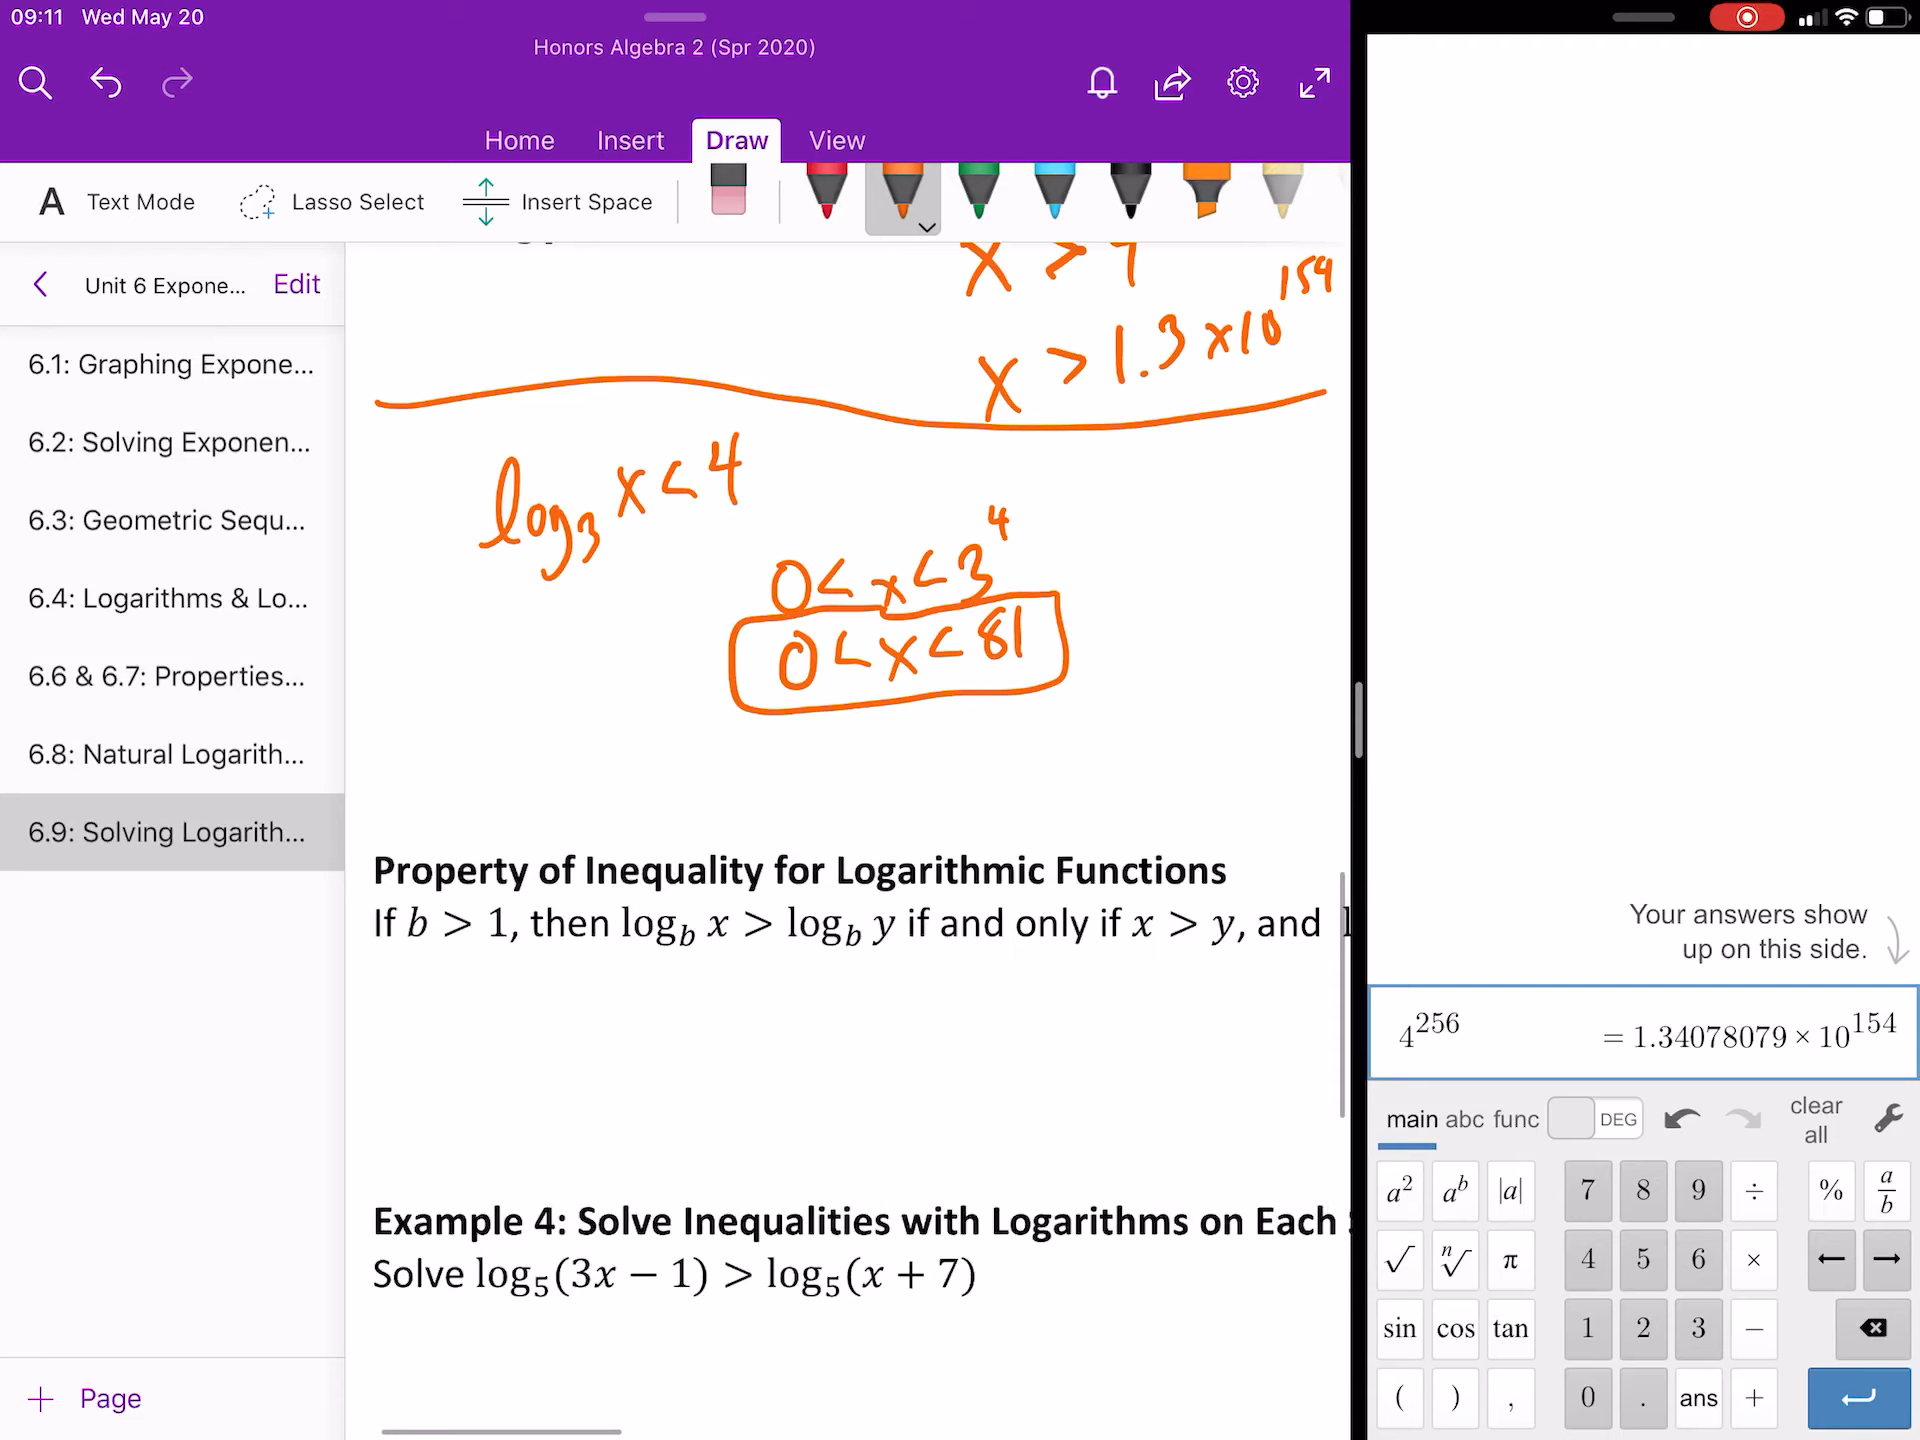 09:11 Wed May 20
Honors Algebra 2 (Spr 2020)
Home Insert Draw View
A Text Mode Lasso Select Insert Space
Unit 6 Expone... Edit
6.1: Graphing Expone...
6.2: Solving Exponen...
6.3: Geometric Sequ...
6.4: Logarithms & Lo...
6.6 & 6.7: Properties...
6.8: Natural Logarith...
6.9: Solving Logarith...
+ Page
x > 1.3 x 10^154
log₃ x < 4
0 < x < 3^4
0 < x < 81
Property of Inequality for Logarithmic Functions
If b > 1, then log_b x > log_b y if and only if x > y, and
Example 4: Solve Inequalities with Logarithms on Each
Solve log₅(3x − 1) > log₅(x + 7)
Your answers show
up on this side.
4^256 = 1.34078079 × 10^154
main abc func DEG clear all
a² a^b |a| 7 8 9 ÷ % a/b
√ ⁿ√ π 4 5 6 × ← →
sin cos tan 1 2 3 −
( ) , 0 . ans +